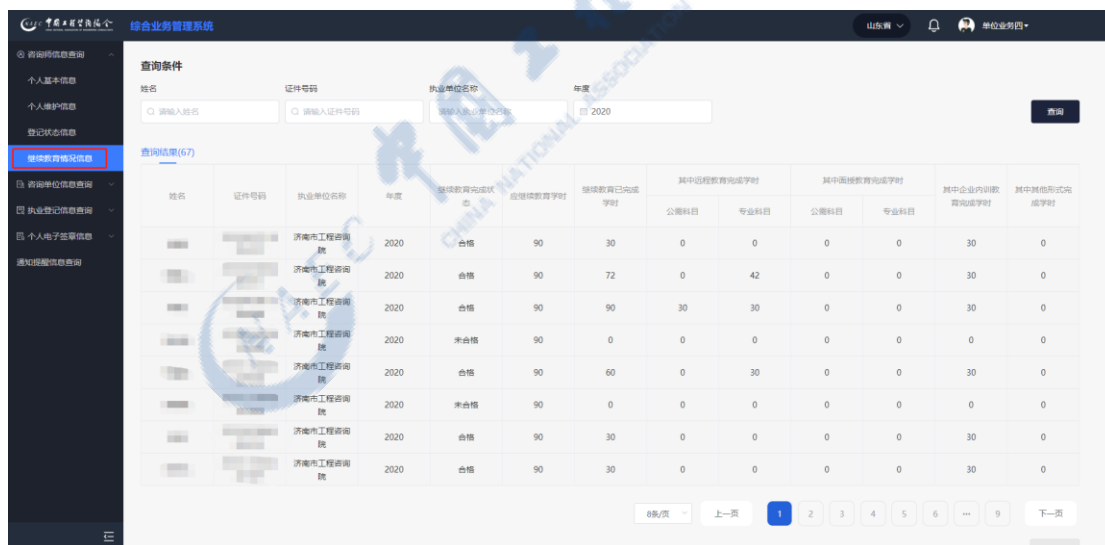 中国工程咨询协会 综合业务管理系统 山东省 单位业务四
咨询师信息查询
个人基本信息
个人维护信息
登记状态信息
继续教育情况信息
咨询单位信息查询
执业登记信息查询
个人电子签章信息
通知提醒信息查询
查询条件
姓名 证件号码 执业单位名称 年度
请输入姓名 请输入证件号码 请输入执业单位名称 2020 查询
查询结果(67)
姓名 证件号码 执业单位名称 年度 继续教育完成状态 应继续教育学时 继续教育已完成学时 其中远程教育完成学时 其中面授教育完成学时 其中企业内训教育完成学时 其中其他形式完成学时
公需科目 专业科目 公需科目 专业科目
济南市工程咨询院 2020 合格 90 30 0 0 0 0 30 0
济南市工程咨询院 2020 合格 90 72 0 42 0 0 30 0
济南市工程咨询院 2020 合格 90 90 30 30 0 0 30 0
济南市工程咨询院 2020 未合格 90 0 0 0 0 0 0 0
济南市工程咨询院 2020 合格 90 60 0 30 0 0 30 0
济南市工程咨询院 2020 未合格 90 0 0 0 0 0 0 0
济南市工程咨询院 2020 合格 90 30 0 0 0 0 30 0
济南市工程咨询院 2020 合格 90 30 0 0 0 0 30 0
8条/页 上一页 1 2 3 4 5 6 ... 9 下一页
中国工
CHINA NATIONAL ASSOCIATION
CNAEC